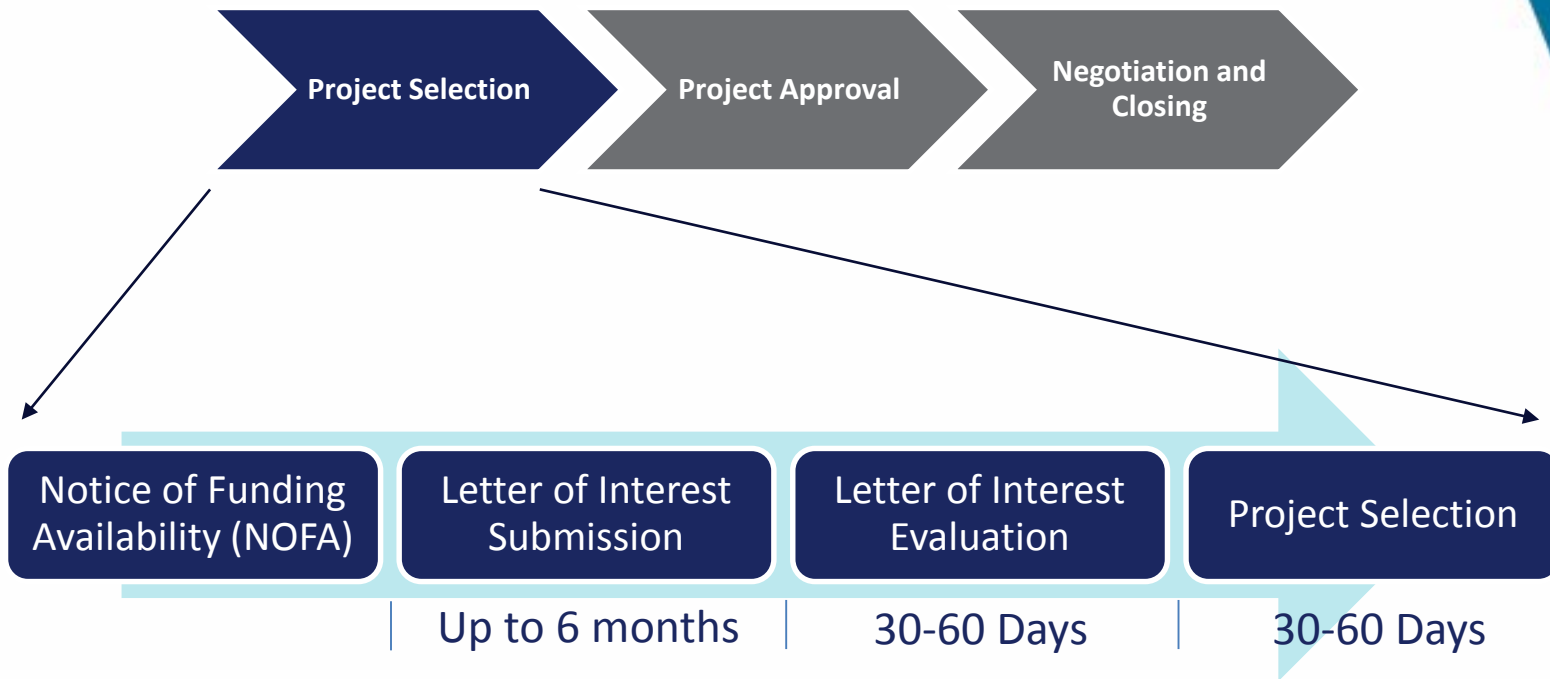 Project Selection
Project Approval
Negotiation and
Closing
Notice of Funding
Availability (NOFA)
Letter of Interest
Submission
Letter of Interest
Evaluation
Project Selection
Up to 6 months
30-60 Days
30-60 Days